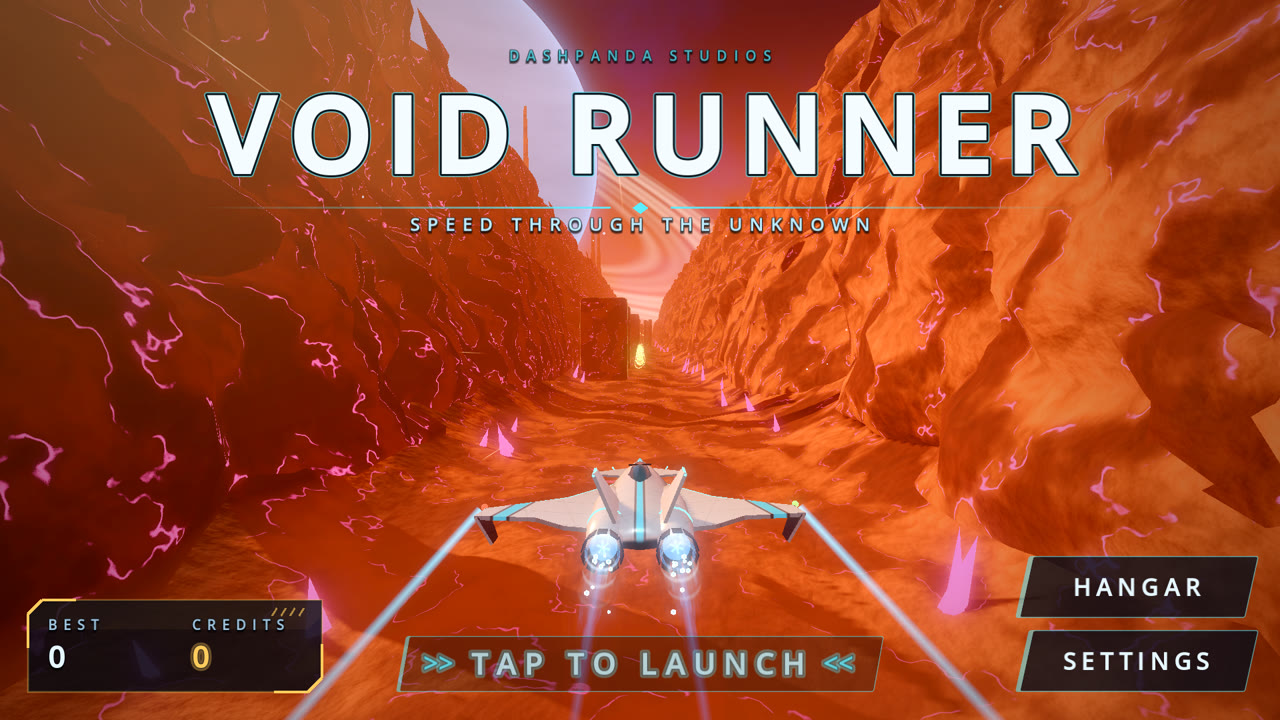 DASHPANDA STUDIOS
VOID RUNNER
SPEED THROUGH THE UNKNOWN
HANGAR
BEST CREDITS
0 0
>> TAP TO LAUNCH <<
SETTINGS